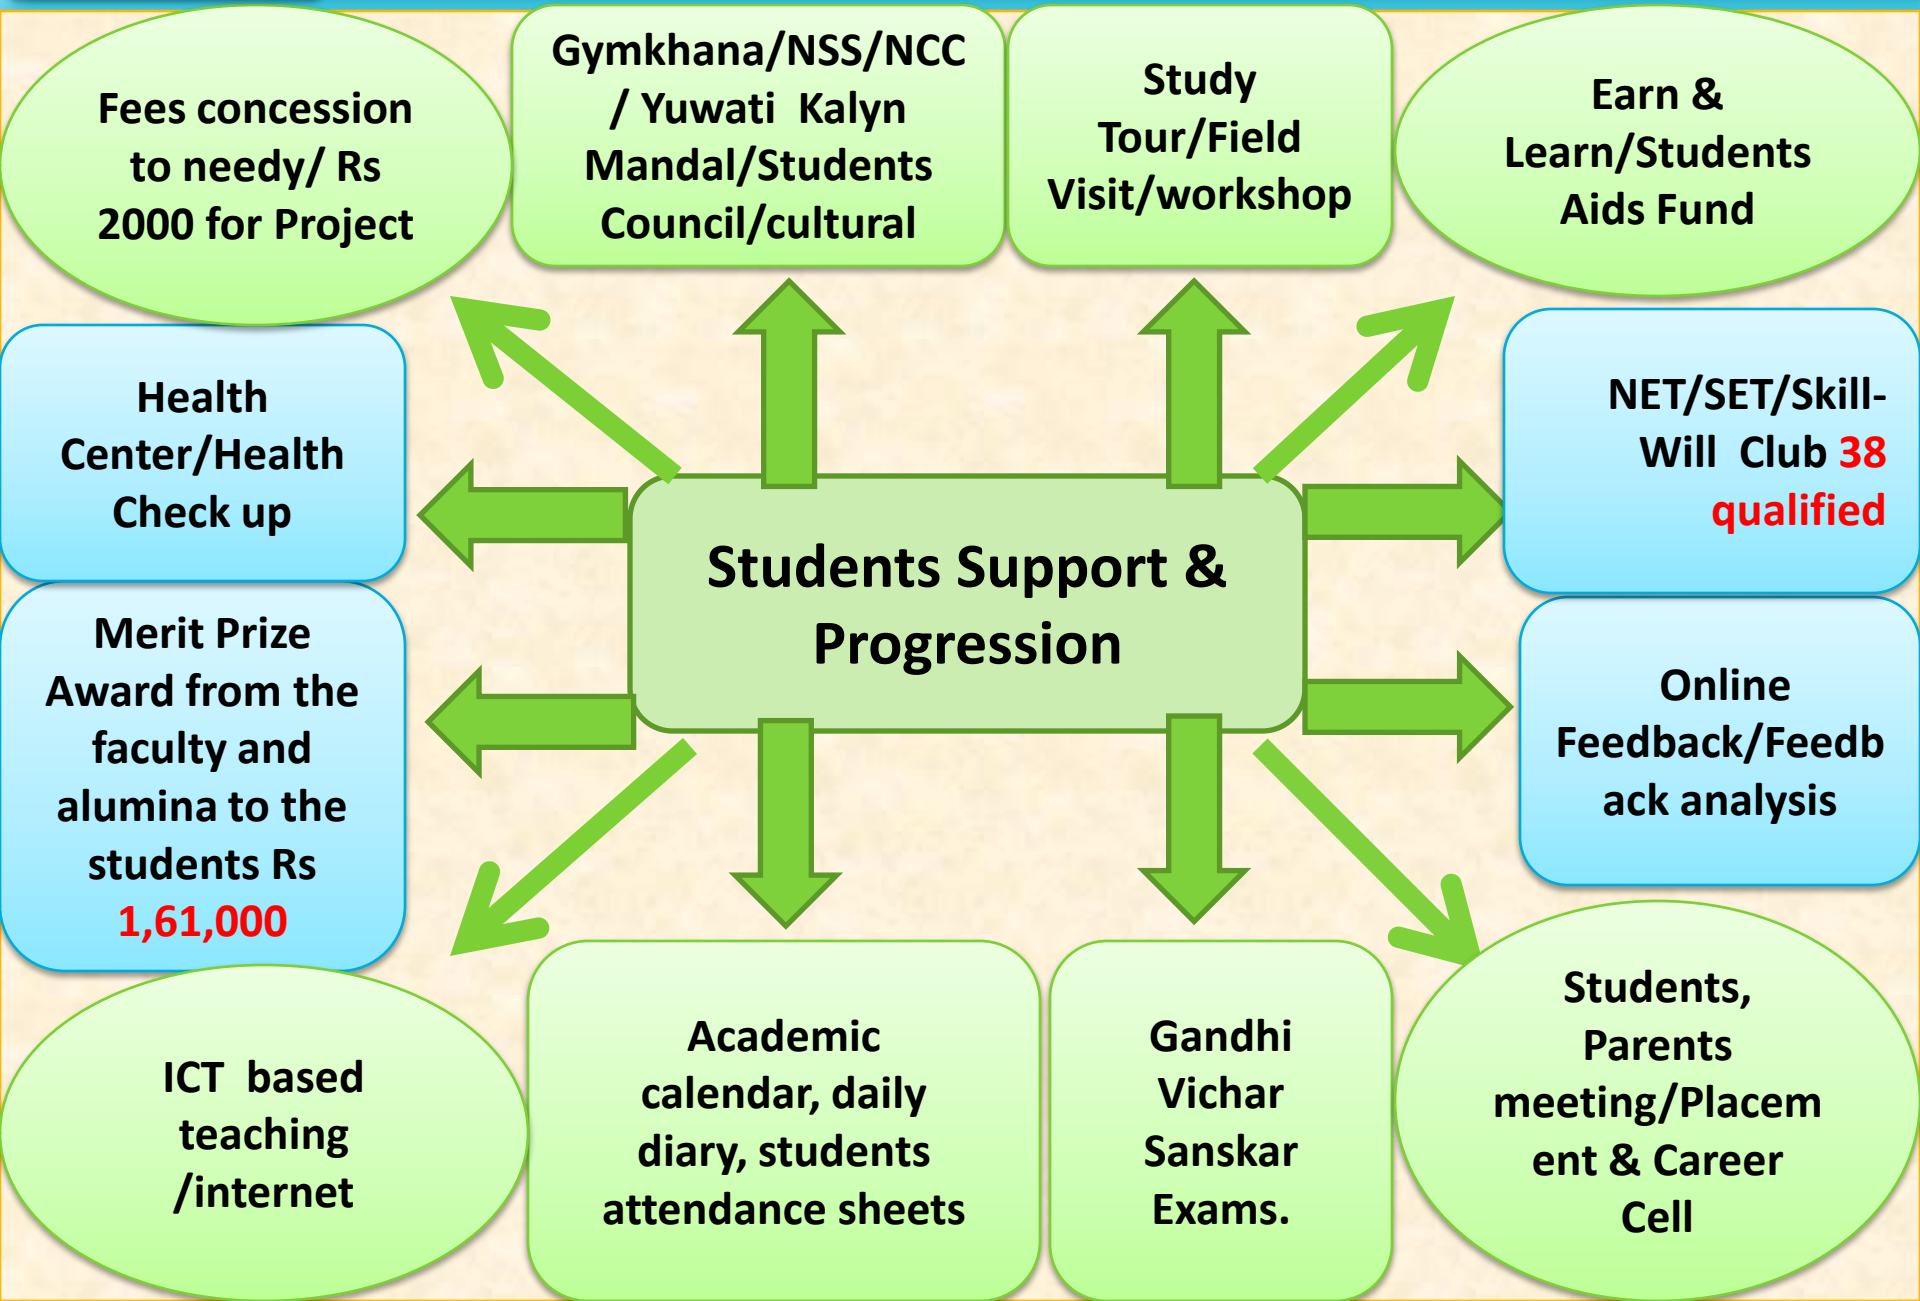 Fees concession
to needy/ Rs
2000 for Project
Gymkhana/NSS/NCC
/ Yuwati Kalyn
Mandal/Students
Council/cultural
Study
Tour/Field
Visit/workshop
Earn &
Learn/Students
Aids Fund
Health
Center/Health
Check up
NET/SET/Skill-
Will Club 38
qualified
Students Support &
Progression
Merit Prize
Award from the
faculty and
alumina to the
students Rs
1,61,000
Online
Feedback/Feedb
ack analysis
ICT based
teaching
/internet
Academic
calendar, daily
diary, students
attendance sheets
Gandhi
Vichar
Sanskar
Exams.
Students,
Parents
meeting/Placem
ent & Career
Cell